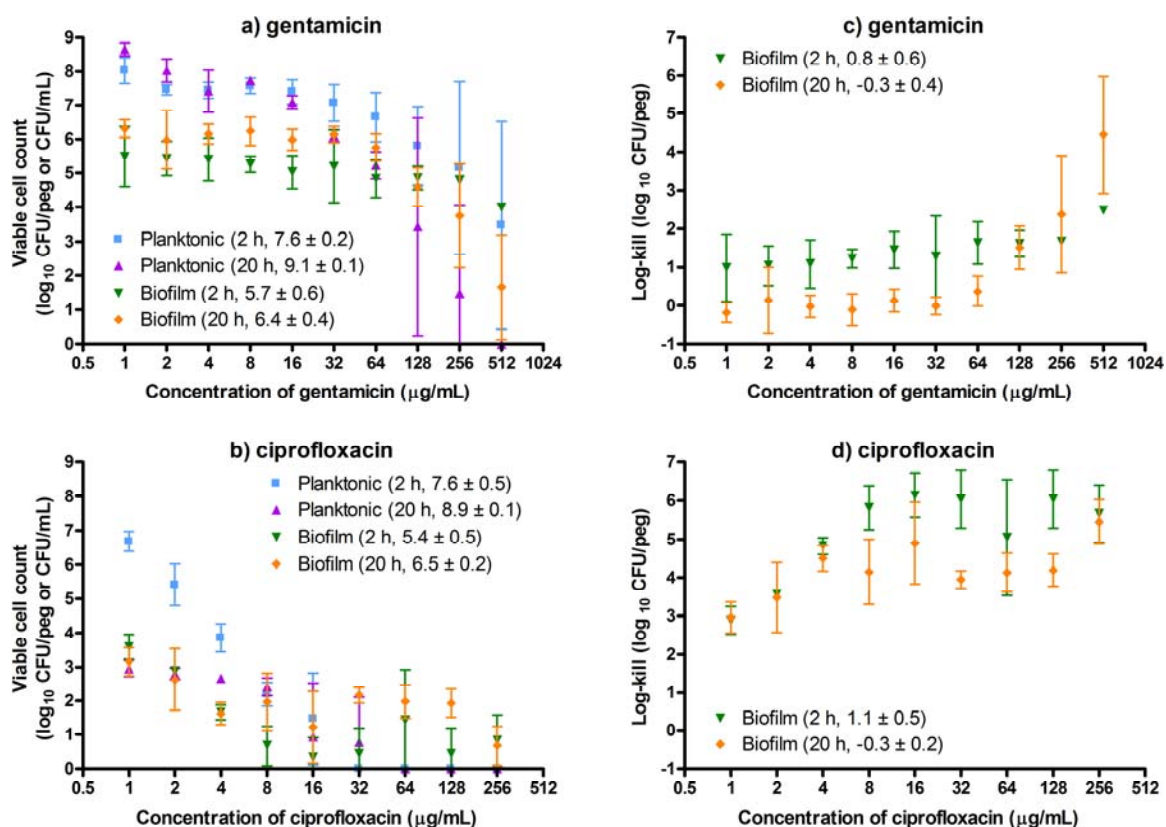 a) gentamicin
9
8
7
6
5
4
3
2
1
0
Viable cell count
(log10 CFU/peg or CFU/mL)
Planktonic (2 h, 7.6 ± 0.2)
Planktonic (20 h, 9.1 ± 0.1)
Biofilm (2 h, 5.7 ± 0.6)
Biofilm (20 h, 6.4 ± 0.4)
0.5 1 2 4 8 16 32 64 128 256 512 1024
Concentration of gentamicin (μg/mL)
c) gentamicin
7
6
5
4
3
2
1
0
-1
Log-kill (log 10 CFU/peg)
Biofilm (2 h, 0.8 ± 0.6)
Biofilm (20 h, -0.3 ± 0.4)
0.5 1 2 4 8 16 32 64 128 256 512 1024
Concentration of gentamicin (μg/mL)
b) ciprofloxacin
9
8
7
6
5
4
3
2
1
0
Viable cell count
(log10 CFU/peg or CFU/mL)
Planktonic (2 h, 7.6 ± 0.5)
Planktonic (20 h, 8.9 ± 0.1)
Biofilm (2 h, 5.4 ± 0.5)
Biofilm (20 h, 6.5 ± 0.2)
0.5 1 2 4 8 16 32 64 128 256 512
Concentration of ciprofloxacin (μg/mL)
d) ciprofloxacin
7
6
5
4
3
2
1
0
-1
Log-kill (log 10 CFU/peg)
Biofilm (2 h, 1.1 ± 0.5)
Biofilm (20 h, -0.3 ± 0.2)
0.5 1 2 4 8 16 32 64 128 256 512
Concentration of ciprofloxacin (μg/mL)